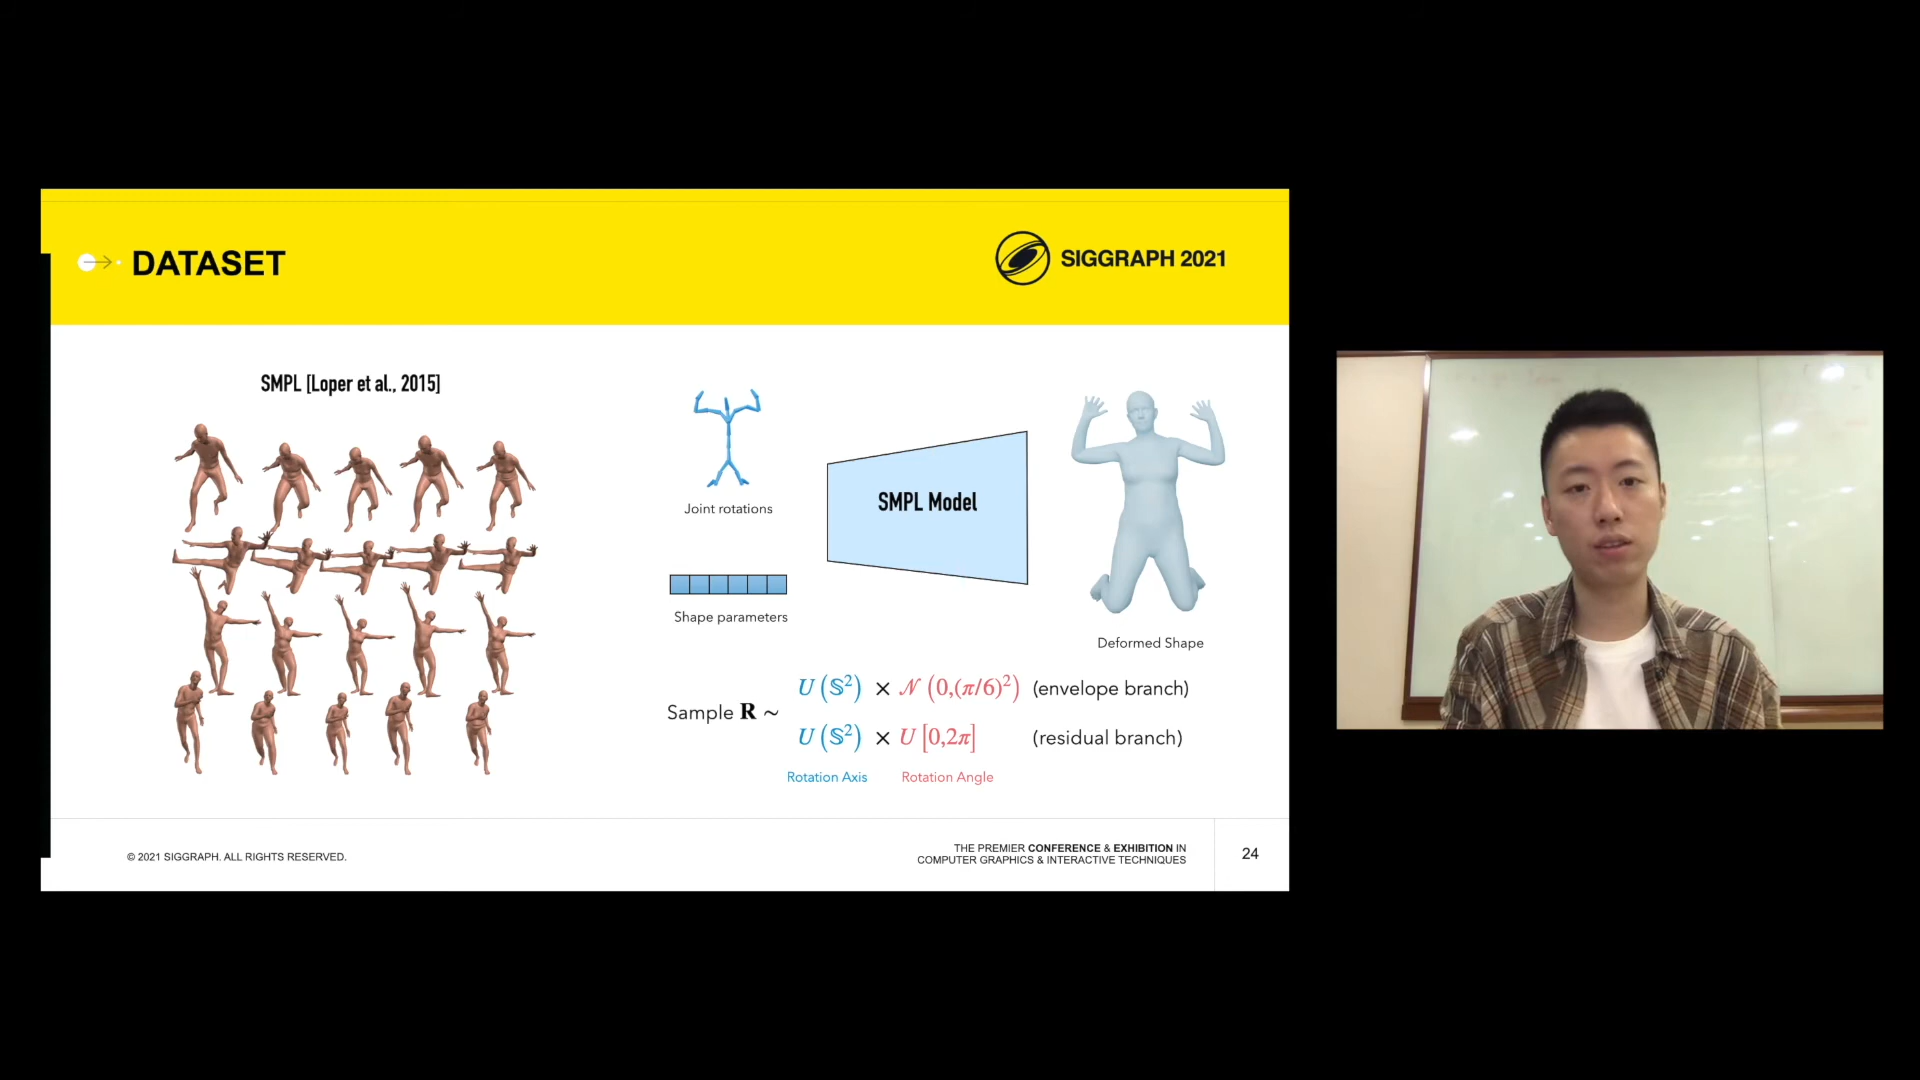 DATASET
SIGGRAPH 2021
SMPL [Loper et al., 2015]
Joint rotations
Shape parameters
SMPL Model
Deformed Shape
Sample R ~
U (𝕊²) × 𝒩 (0,(π/6)²) (envelope branch)
U (𝕊²) × U [0,2π] (residual branch)
Rotation Axis
Rotation Angle
© 2021 SIGGRAPH. ALL RIGHTS RESERVED.
THE PREMIER CONFERENCE & EXHIBITION IN
COMPUTER GRAPHICS & INTERACTIVE TECHNIQUES
24